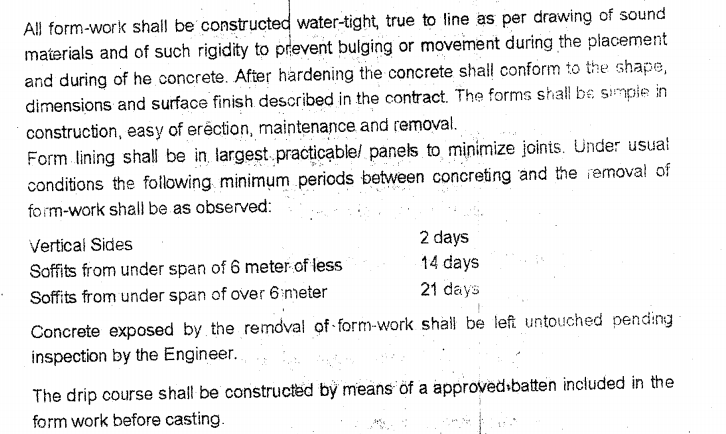 All form-work shall be constructed water-tight, true to line as per drawing of sound
materials and of such rigidity to prevent bulging or movement during the placement
and during of he concrete. After hardening the concrete shall conform to the shape,
dimensions and surface finish described in the contract. The forms shall be simple in
construction, easy of erection, maintenance and removal.
Form lining shall be in largest practicable/ panels to minimize joints. Under usual
conditions the following minimum periods between concreting and the removal of
form-work shall be as observed:
Vertical Sides 2 days
Soffits from under span of 6 meter of less 14 days
Soffits from under span of over 6 meter 21 days
Concrete exposed by the removal of form-work shall be left untouched pending
inspection by the Engineer.
The drip course shall be constructed by means of a approved batten included in the
form work before casting.